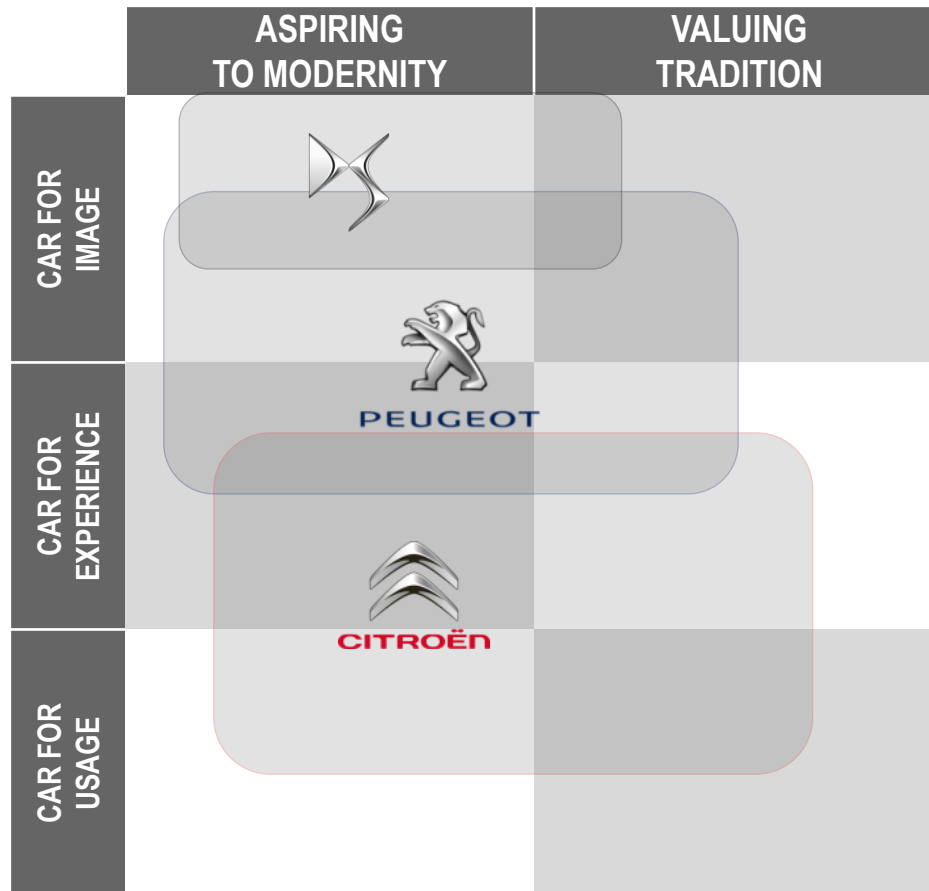 ASPIRING
TO MODERNITY
VALUING
TRADITION
CAR FOR
IMAGE
PEUGEOT
CAR FOR
EXPERIENCE
CITROËN
CAR FOR
USAGE